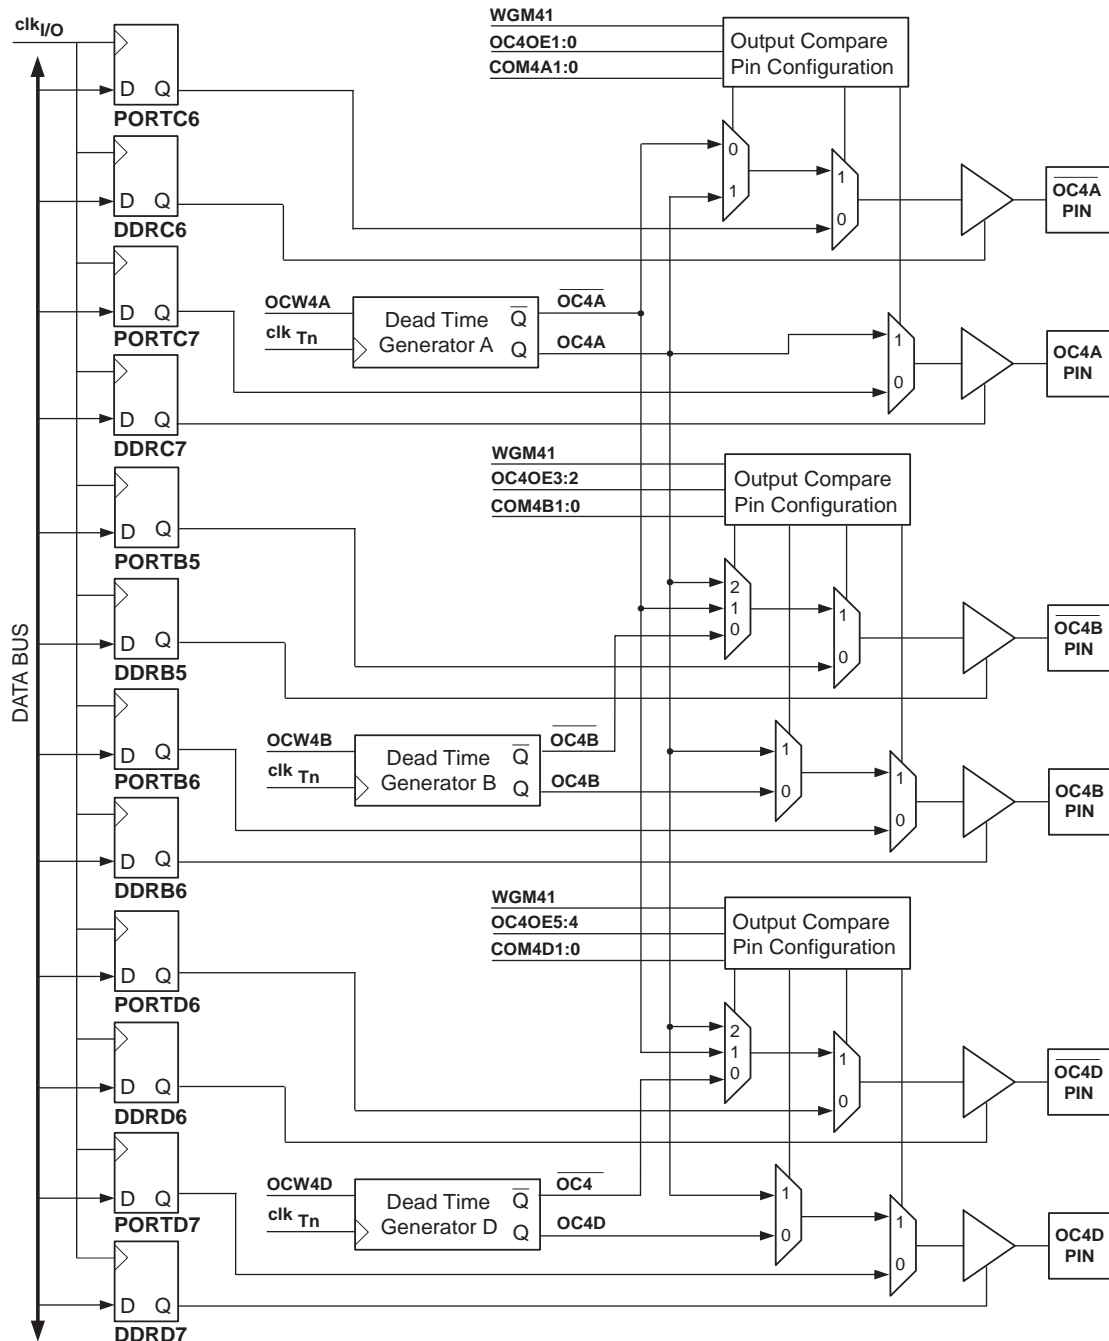 clkI/O
D Q
PORTC6
D Q
DDRC6
D Q
PORTC7
D Q
DDRC7
D Q
PORTB5
D Q
DDRB5
D Q
PORTB6
D Q
DDRB6
D Q
PORTD6
D Q
DDRD6
D Q
PORTD7
D Q
DDRD7
DATA BUS
WGM41
OC4OE1:0
COM4A1:0
Output Compare
Pin Configuration
0
1
1
0
OC4A
PIN
OCW4A
clk Tn
Dead Time
Generator A
Q
Q
OC4A
OC4A
1
0
OC4A
PIN
WGM41
OC4OE3:2
COM4B1:0
Output Compare
Pin Configuration
2
1
0
1
0
OC4B
PIN
OCW4B
clk Tn
Dead Time
Generator B
Q
Q
OC4B
OC4B
1
0
1
0
OC4B
PIN
WGM41
OC4OE5:4
COM4D1:0
Output Compare
Pin Configuration
2
1
0
1
0
OC4D
PIN
OCW4D
clk Tn
Dead Time
Generator D
Q
Q
OC4
OC4D
1
0
1
0
OC4D
PIN